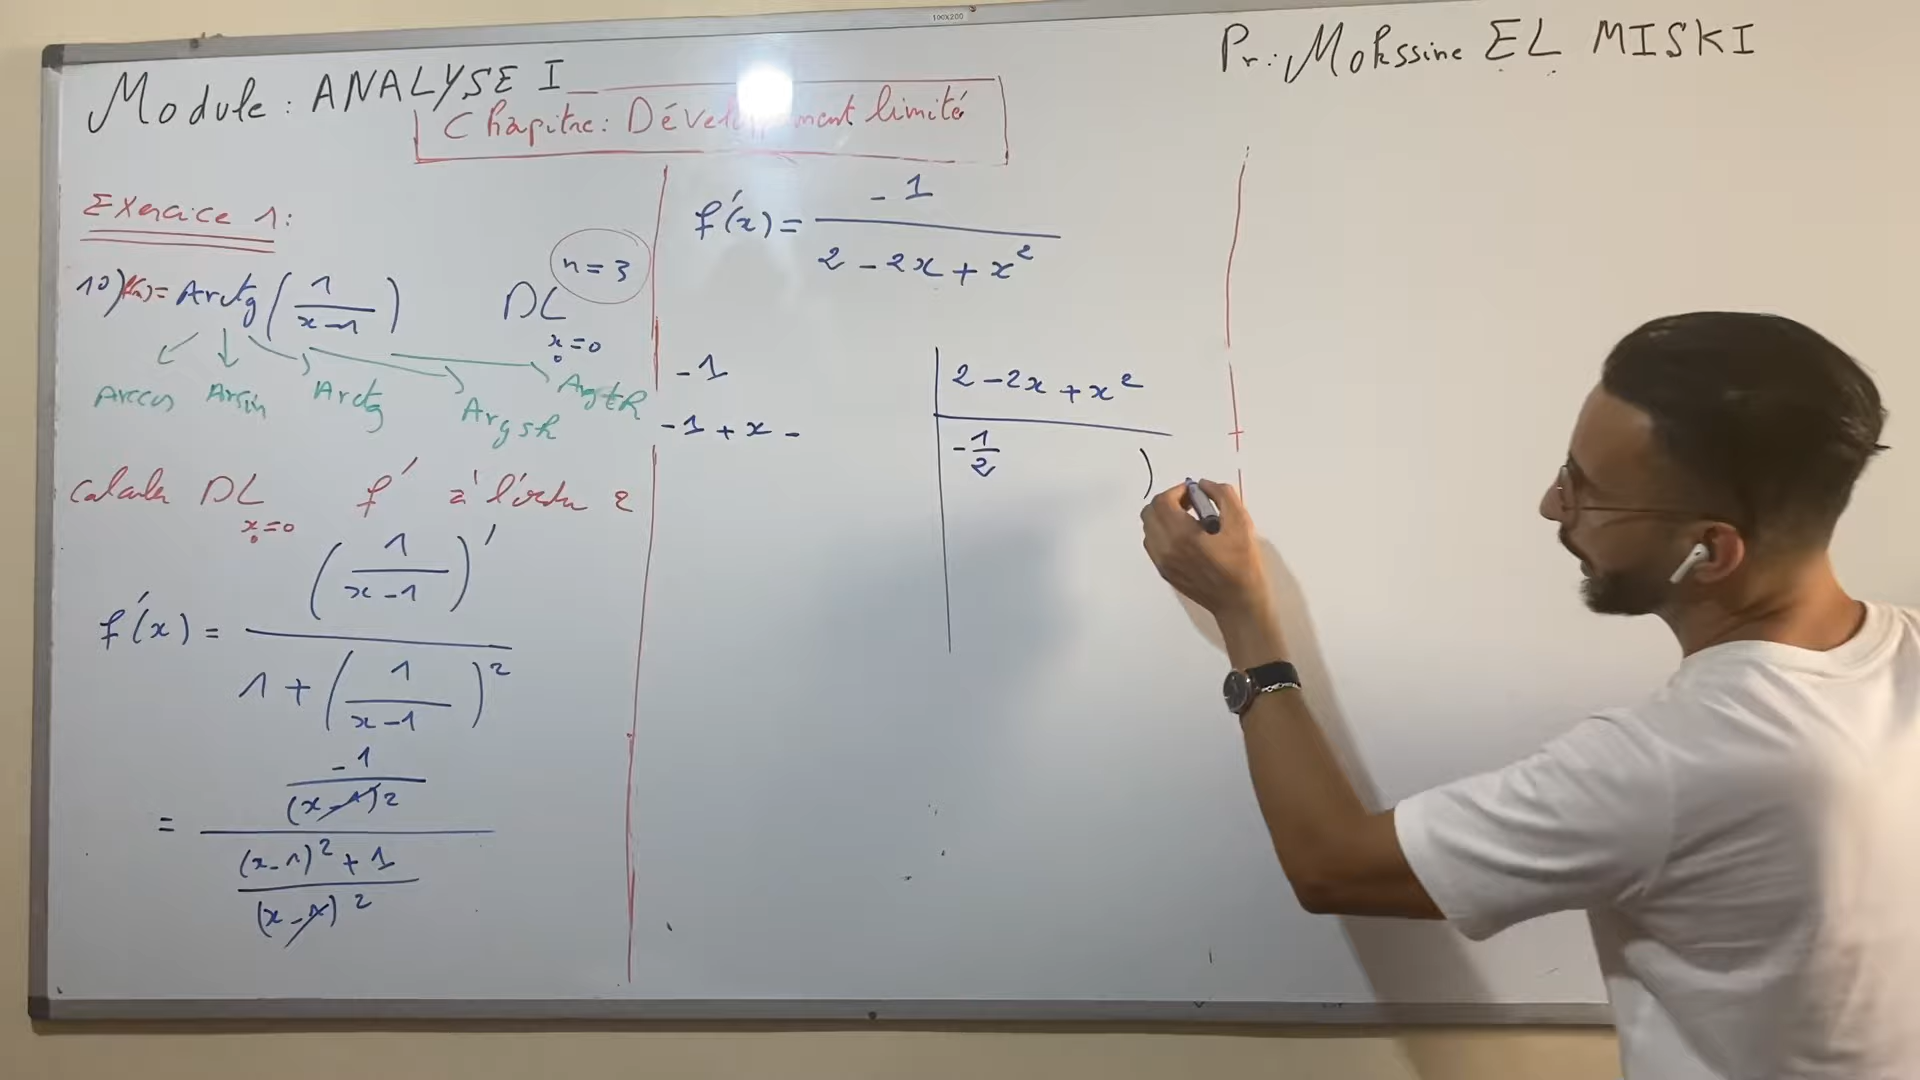 100x200
Module: ANALYSE I
Pr: Mohssine EL MISKI
Chapitre: Développement limité
Exercice 1:
10) f(x) = Arctg (1/(x-1))
DL n=3
x₀=0
Arccos Arcsin Arctg Argsh Argth
calculer DL f' à l'ordre 2
x₀=0
f'(x) = (1/(x-1))' / (1 + (1/(x-1))²)
= (-1/(x-1)²) / (((x-1)²+1)/(x-1)²)
f'(x) = -1/(2-2x+x²)
-1 | 2-2x+x²
-1+x- | -1/2
)